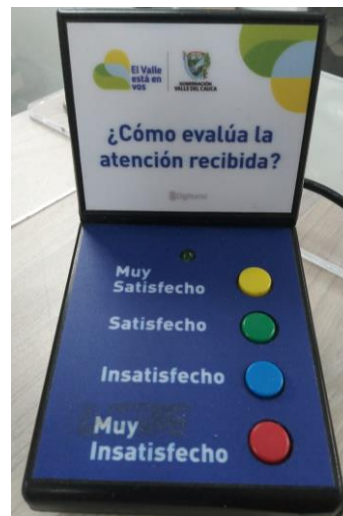 El Valle
está en
vos
GOBERNACIÓN
VALLE DEL CAUCA
¿Cómo evalúa la
atención recibida?
Muy
Satisfecho
Satisfecho
Insatisfecho
Muy
Insatisfecho